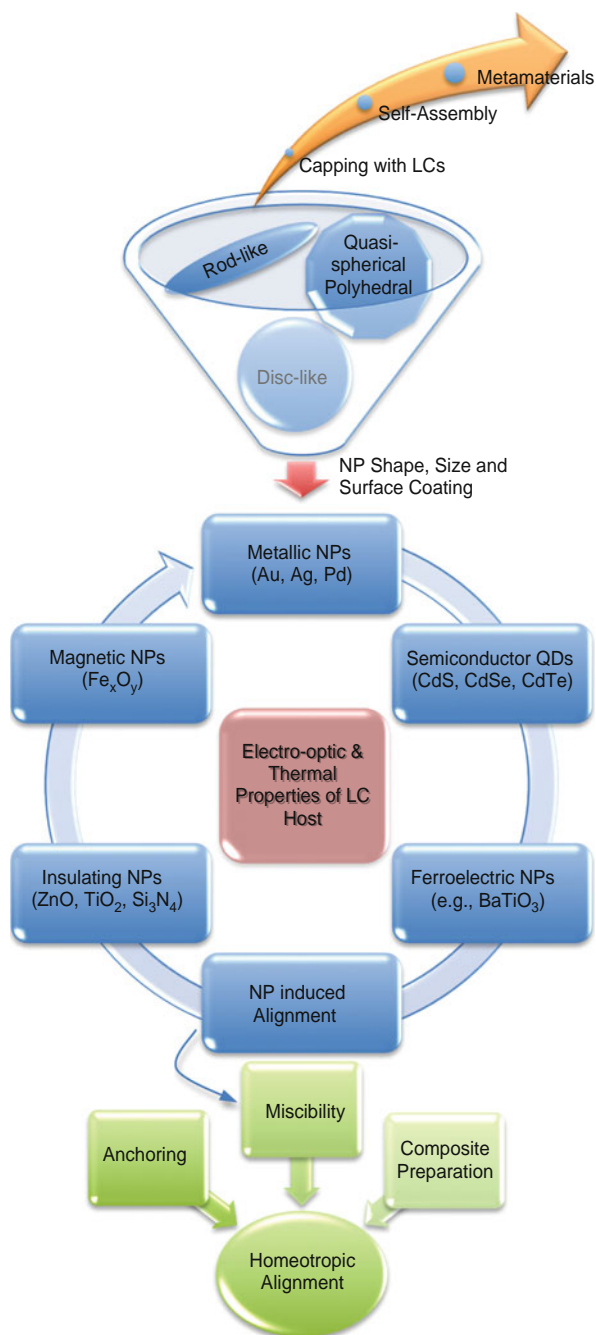 Metamaterials
Self-Assembly
Capping with LCs
Rod-like
Quasi-
spherical
Polyhedral
Disc-like
NP Shape, Size and
Surface Coating
Metallic NPs
(Au, Ag, Pd)
Magnetic NPs
(FexOy)
Semiconductor QDs
(CdS, CdSe, CdTe)
Electro-optic &
Thermal
Properties of LC
Host
Insulating NPs
(ZnO, TiO2, Si3N4)
Ferroelectric NPs
(e.g., BaTiO3)
NP induced
Alignment
Miscibility
Anchoring
Composite
Preparation
Homeotropic
Alignment